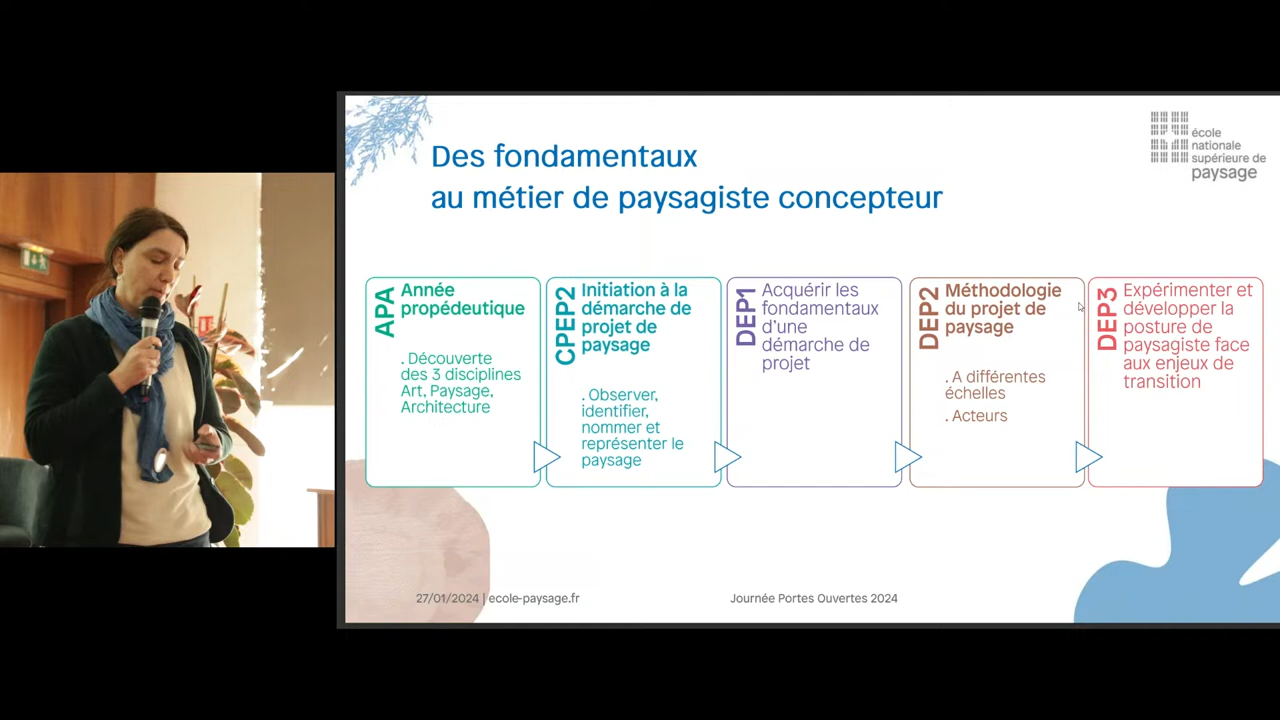 Des fondamentaux
au métier de paysagiste concepteur
école
nationale
supérieure de
paysage
APA
Année
propédeutique
. Découverte
des 3 disciplines
Art, Paysage,
Architecture
CPEP2
Initiation à la
démarche de
projet de
paysage
. Observer,
identifier,
nommer et
représenter le
paysage
DEP1
Acquérir les
fondamentaux
d'une
démarche de
projet
DEP2
Méthodologie
du projet de
paysage
. A différentes
échelles
. Acteurs
DEP3
Expérimenter et
développer la
posture de
paysagiste face
aux enjeux de
transition
27/01/2024 | ecole-paysage.fr
Journée Portes Ouvertes 2024